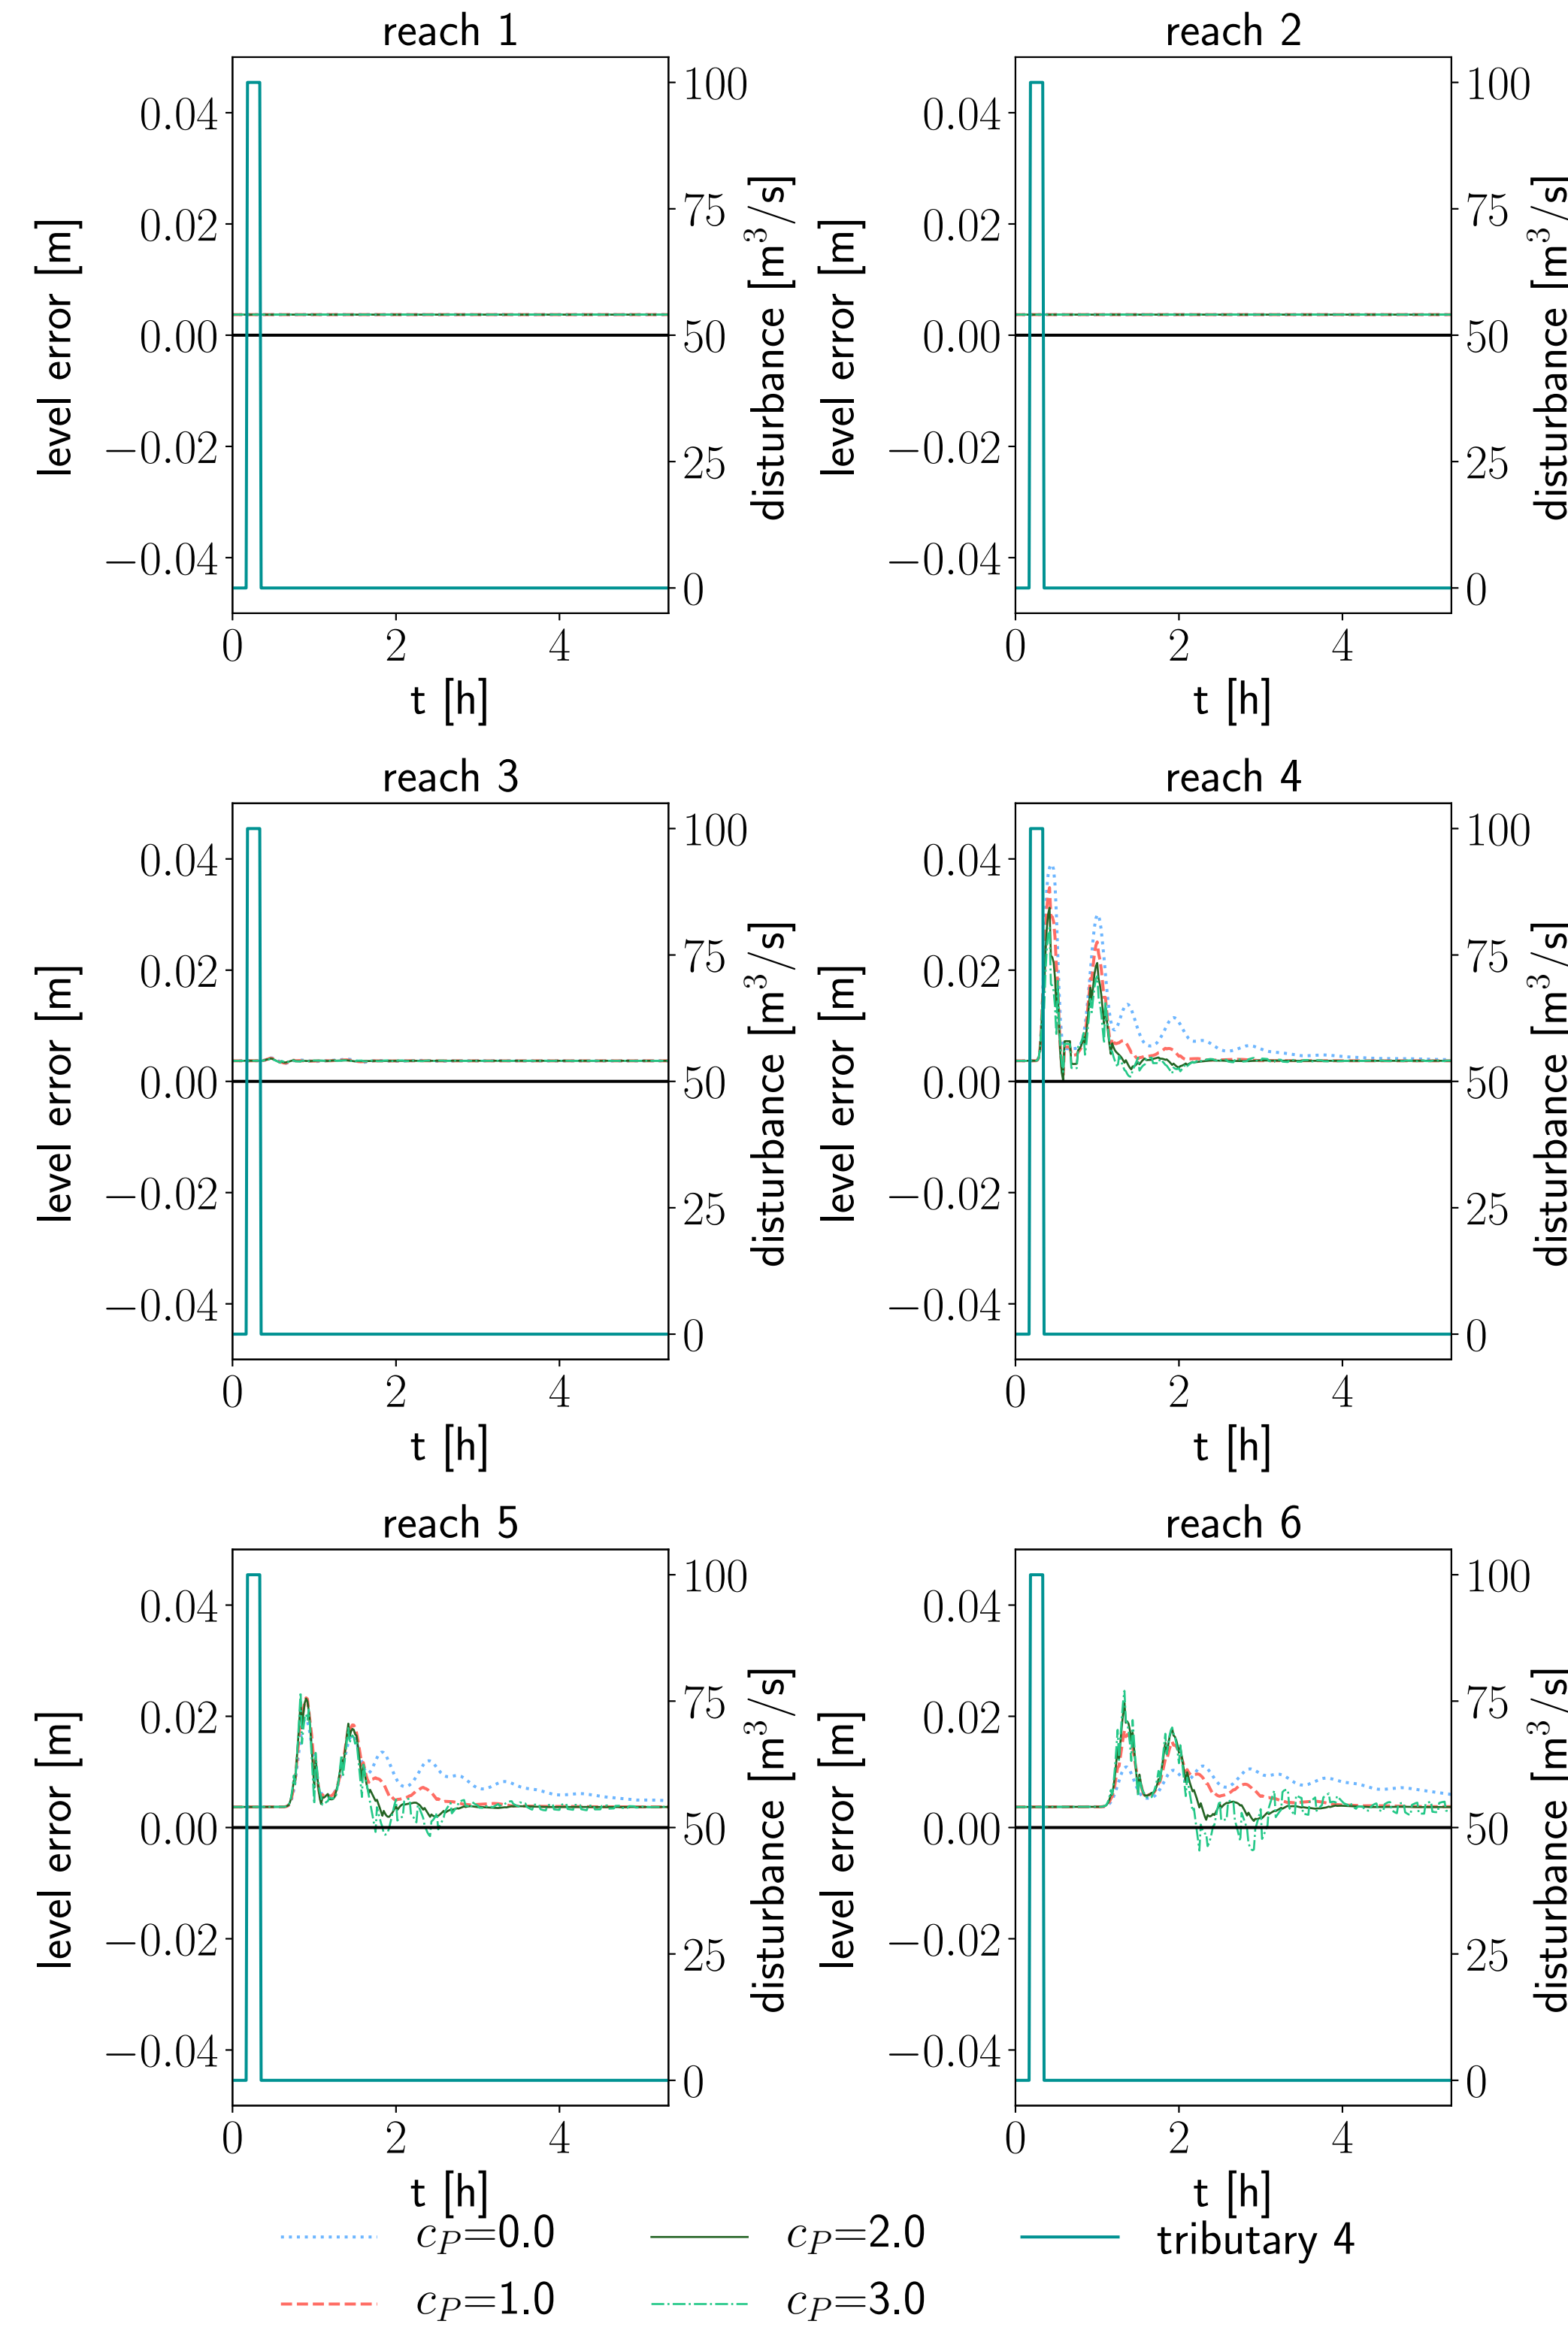 reach 1
reach 2
0.04
0.02
0.00
−0.02
−0.04
level error [m]
100
75
50
25
0
disturbance [m³/s]
0
2
4
t [h]
0.04
0.02
0.00
−0.02
−0.04
level error [m]
100
75
50
25
0
disturbance [m³/s]
0
2
4
t [h]
reach 3
reach 4
0.04
0.02
0.00
−0.02
−0.04
level error [m]
100
75
50
25
0
disturbance [m³/s]
0
2
4
t [h]
0.04
0.02
0.00
−0.02
−0.04
level error [m]
100
75
50
25
0
disturbance [m³/s]
0
2
4
t [h]
reach 5
reach 6
0.04
0.02
0.00
−0.02
−0.04
level error [m]
100
75
50
25
0
disturbance [m³/s]
0
2
4
t [h]
0.04
0.02
0.00
−0.02
−0.04
level error [m]
100
75
50
25
0
disturbance [m³/s]
0
2
4
t [h]
c_P=0.0
c_P=2.0
tributary 4
c_P=1.0
c_P=3.0